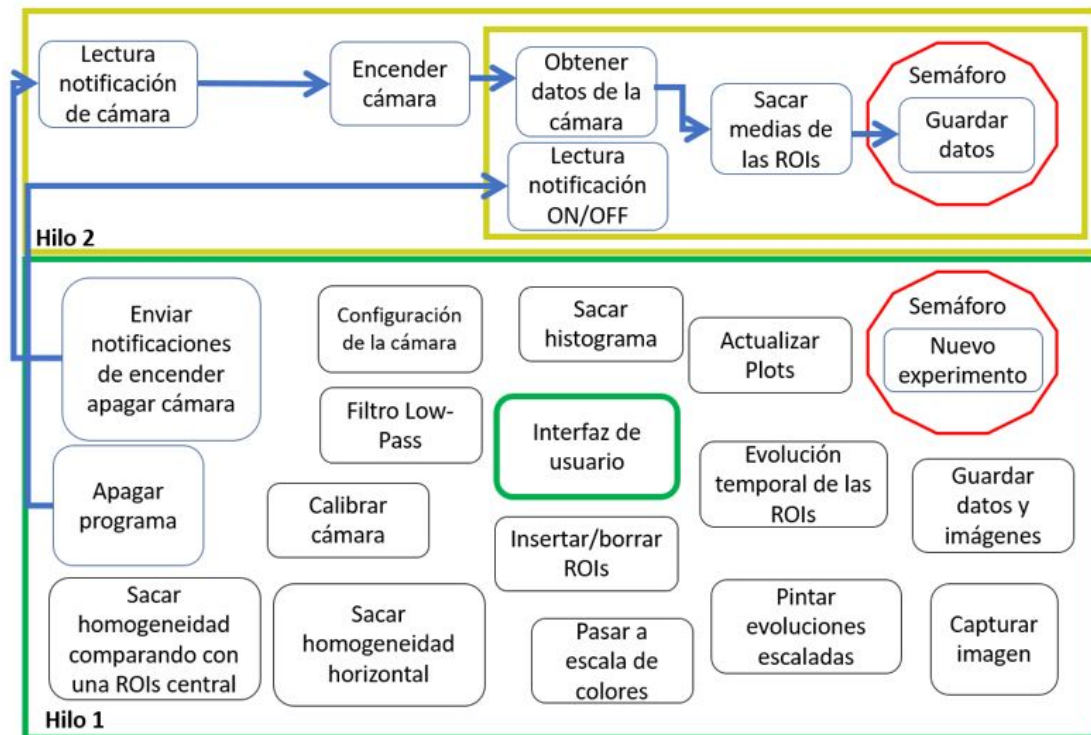 Lectura
notificación
de cámara
Encender
cámara
Obtener
datos de la
cámara
Sacar
medias de
las ROIs
Semáforo
Guardar
datos
Lectura
notificación
ON/OFF
Hilo 2
Enviar
notificaciones
de encender
apagar cámara
Configuración
de la cámara
Sacar
histograma
Actualizar
Plots
Semáforo
Nuevo
experimento
Filtro Low-
Pass
Interfaz de
usuario
Evolución
temporal de las
ROIs
Guardar
datos y
imágenes
Apagar
programa
Calibrar
cámara
Insertar/borrar
ROIs
Sacar
homogeneidad
comparando con
una ROIs central
Sacar
homogeneidad
horizontal
Pasar a
escala de
colores
Pintar
evoluciones
escaladas
Capturar
imagen
Hilo 1